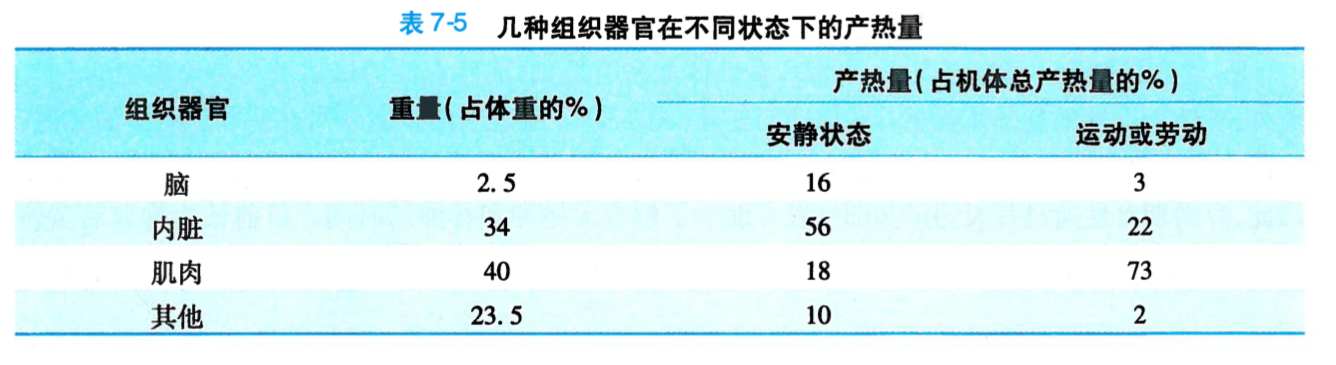 表 7-5 几种组织器官在不同状态下的产热量
组织器官 重量(占体重的%) 产热量(占机体总产热量的%)
安静状态 运动或劳动
脑 2.5 16 3
内脏 34 56 22
肌肉 40 18 73
其他 23.5 10 2